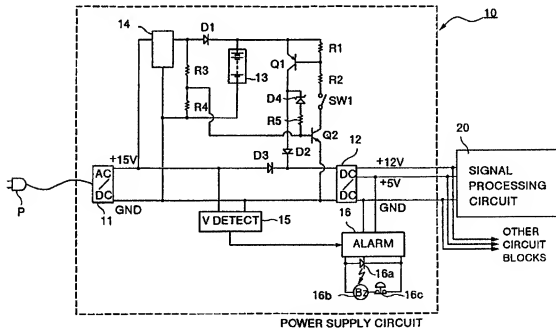 10
14
D1
R1
Q1
R3
13
R2
D4
SW1
R4
R5
Q2
20
D2
12
+15V
D3
+12V
AC
DC
DC
DC
+5V
SIGNAL
PROCESSING
CIRCUIT
P
11
GND
16
GND
V DETECT
15
ALARM
OTHER
CIRCUIT
BLOCKS
16a
16b
Bz
16c
POWER SUPPLY CIRCUIT